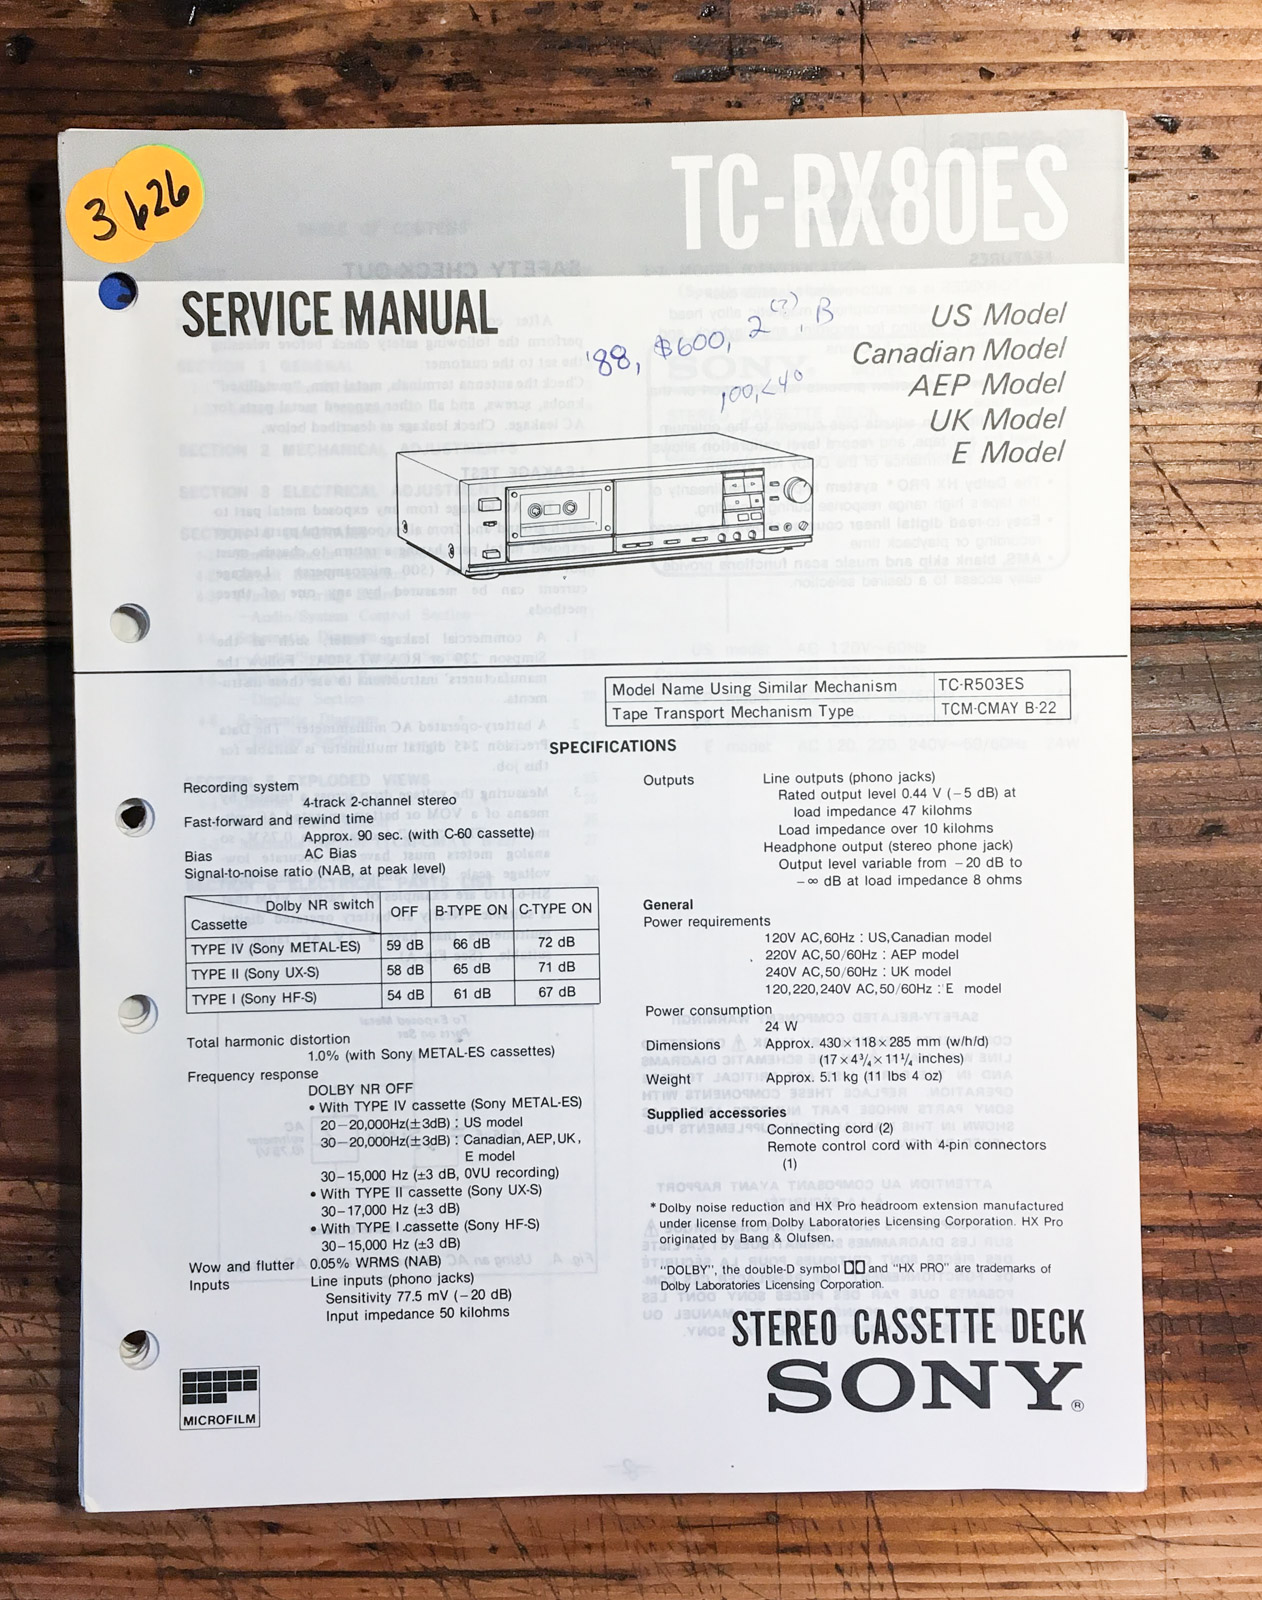 3 626
TC-RX80ES
SERVICE MANUAL
'88, $600, 2 (?), B
100, <4°
US Model
Canadian Model
AEP Model
UK Model
E Model
Model Name Using Similar Mechanism TC-R503ES
Tape Transport Mechanism Type TCM-CMAY B-22
SPECIFICATIONS
Recording system
4-track 2-channel stereo
Fast-forward and rewind time
Approx. 90 sec. (with C-60 cassette)
Bias AC Bias
Signal-to-noise ratio (NAB, at peak level)
Dolby NR switch OFF B-TYPE ON C-TYPE ON
Cassette
TYPE IV (Sony METAL-ES) 59 dB 66 dB 72 dB
TYPE II (Sony UX-S) 58 dB 65 dB 71 dB
TYPE I (Sony HF-S) 54 dB 61 dB 67 dB
Total harmonic distortion
1.0% (with Sony METAL-ES cassettes)
Frequency response
DOLBY NR OFF
• With TYPE IV cassette (Sony METAL-ES)
20–20,000Hz(±3dB) : US model
30–20,000Hz(±3dB) : Canadian, AEP, UK,
E model
30–15,000 Hz (±3 dB, 0VU recording)
• With TYPE II cassette (Sony UX-S)
30–17,000 Hz (±3 dB)
• With TYPE I cassette (Sony HF-S)
30–15,000 Hz (±3 dB)
Wow and flutter 0.05% WRMS (NAB)
Inputs Line inputs (phono jacks)
Sensitivity 77.5 mV (−20 dB)
Input impedance 50 kilohms
Outputs Line outputs (phono jacks)
Rated output level 0.44 V (−5 dB) at
load impedance 47 kilohms
Load impedance over 10 kilohms
Headphone output (stereo phone jack)
Output level variable from −20 dB to
−∞ dB at load impedance 8 ohms
General
Power requirements
120V AC, 60Hz : US, Canadian model
220V AC, 50/60Hz : AEP model
240V AC, 50/60Hz : UK model
120,220,240V AC, 50/60Hz : E model
Power consumption
24 W
Dimensions Approx. 430×118×285 mm (w/h/d)
(17×4¾×11¼ inches)
Weight Approx. 5.1 kg (11 lbs 4 oz)
Supplied accessories
Connecting cord (2)
Remote control cord with 4-pin connectors
(1)
* Dolby noise reduction and HX Pro headroom extension manufactured
under license from Dolby Laboratories Licensing Corporation. HX Pro
originated by Bang & Olufsen.
"DOLBY", the double-D symbol and "HX PRO" are trademarks of
Dolby Laboratories Licensing Corporation.
STEREO CASSETTE DECK
SONY®
MICROFILM